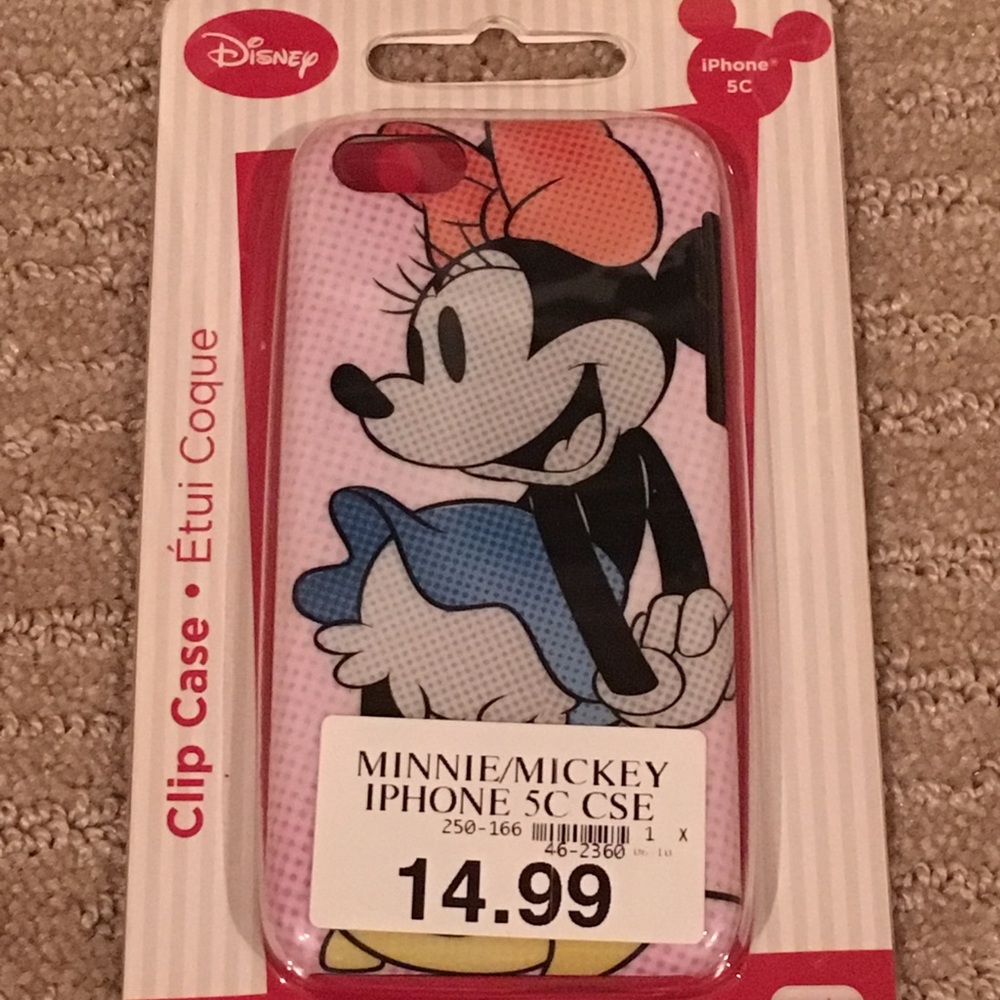 Disney
iPhone®
5C
Clip Case • Étui Coque
MINNIE/MICKEY
IPHONE 5C CSE
250-166 1 X
46-2360
14.99